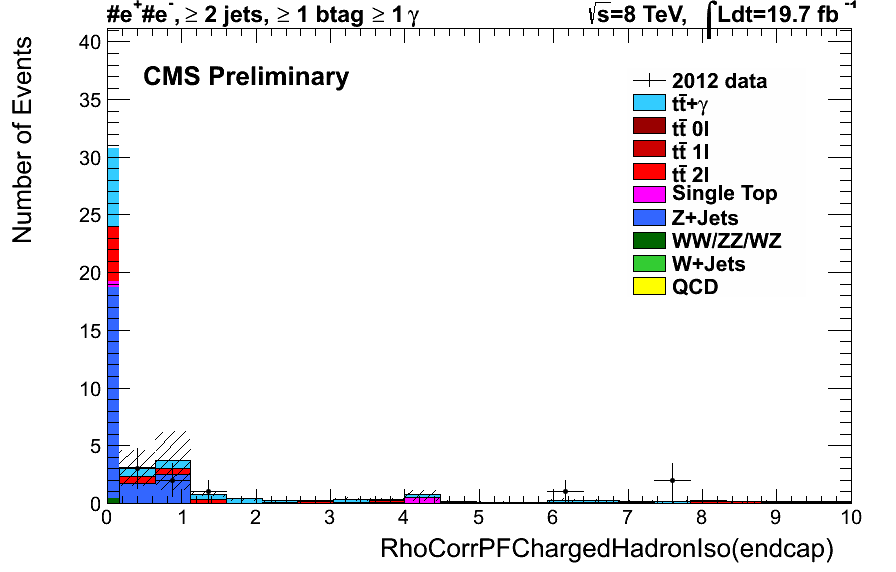 #e⁺#e⁻, ≥ 2 jets, ≥ 1 btag ≥ 1 γ
√s=8 TeV, ∫Ldt=19.7 fb⁻¹
CMS Preliminary
2012 data
tt̄+γ
tt̄ 0l
tt̄ 1l
tt̄ 2l
Single Top
Z+Jets
WW/ZZ/WZ
W+Jets
QCD
Number of Events
40
35
30
25
20
15
10
5
0
0 1 2 3 4 5 6 7 8 9 10
RhoCorrPFChargedHadronIso(endcap)